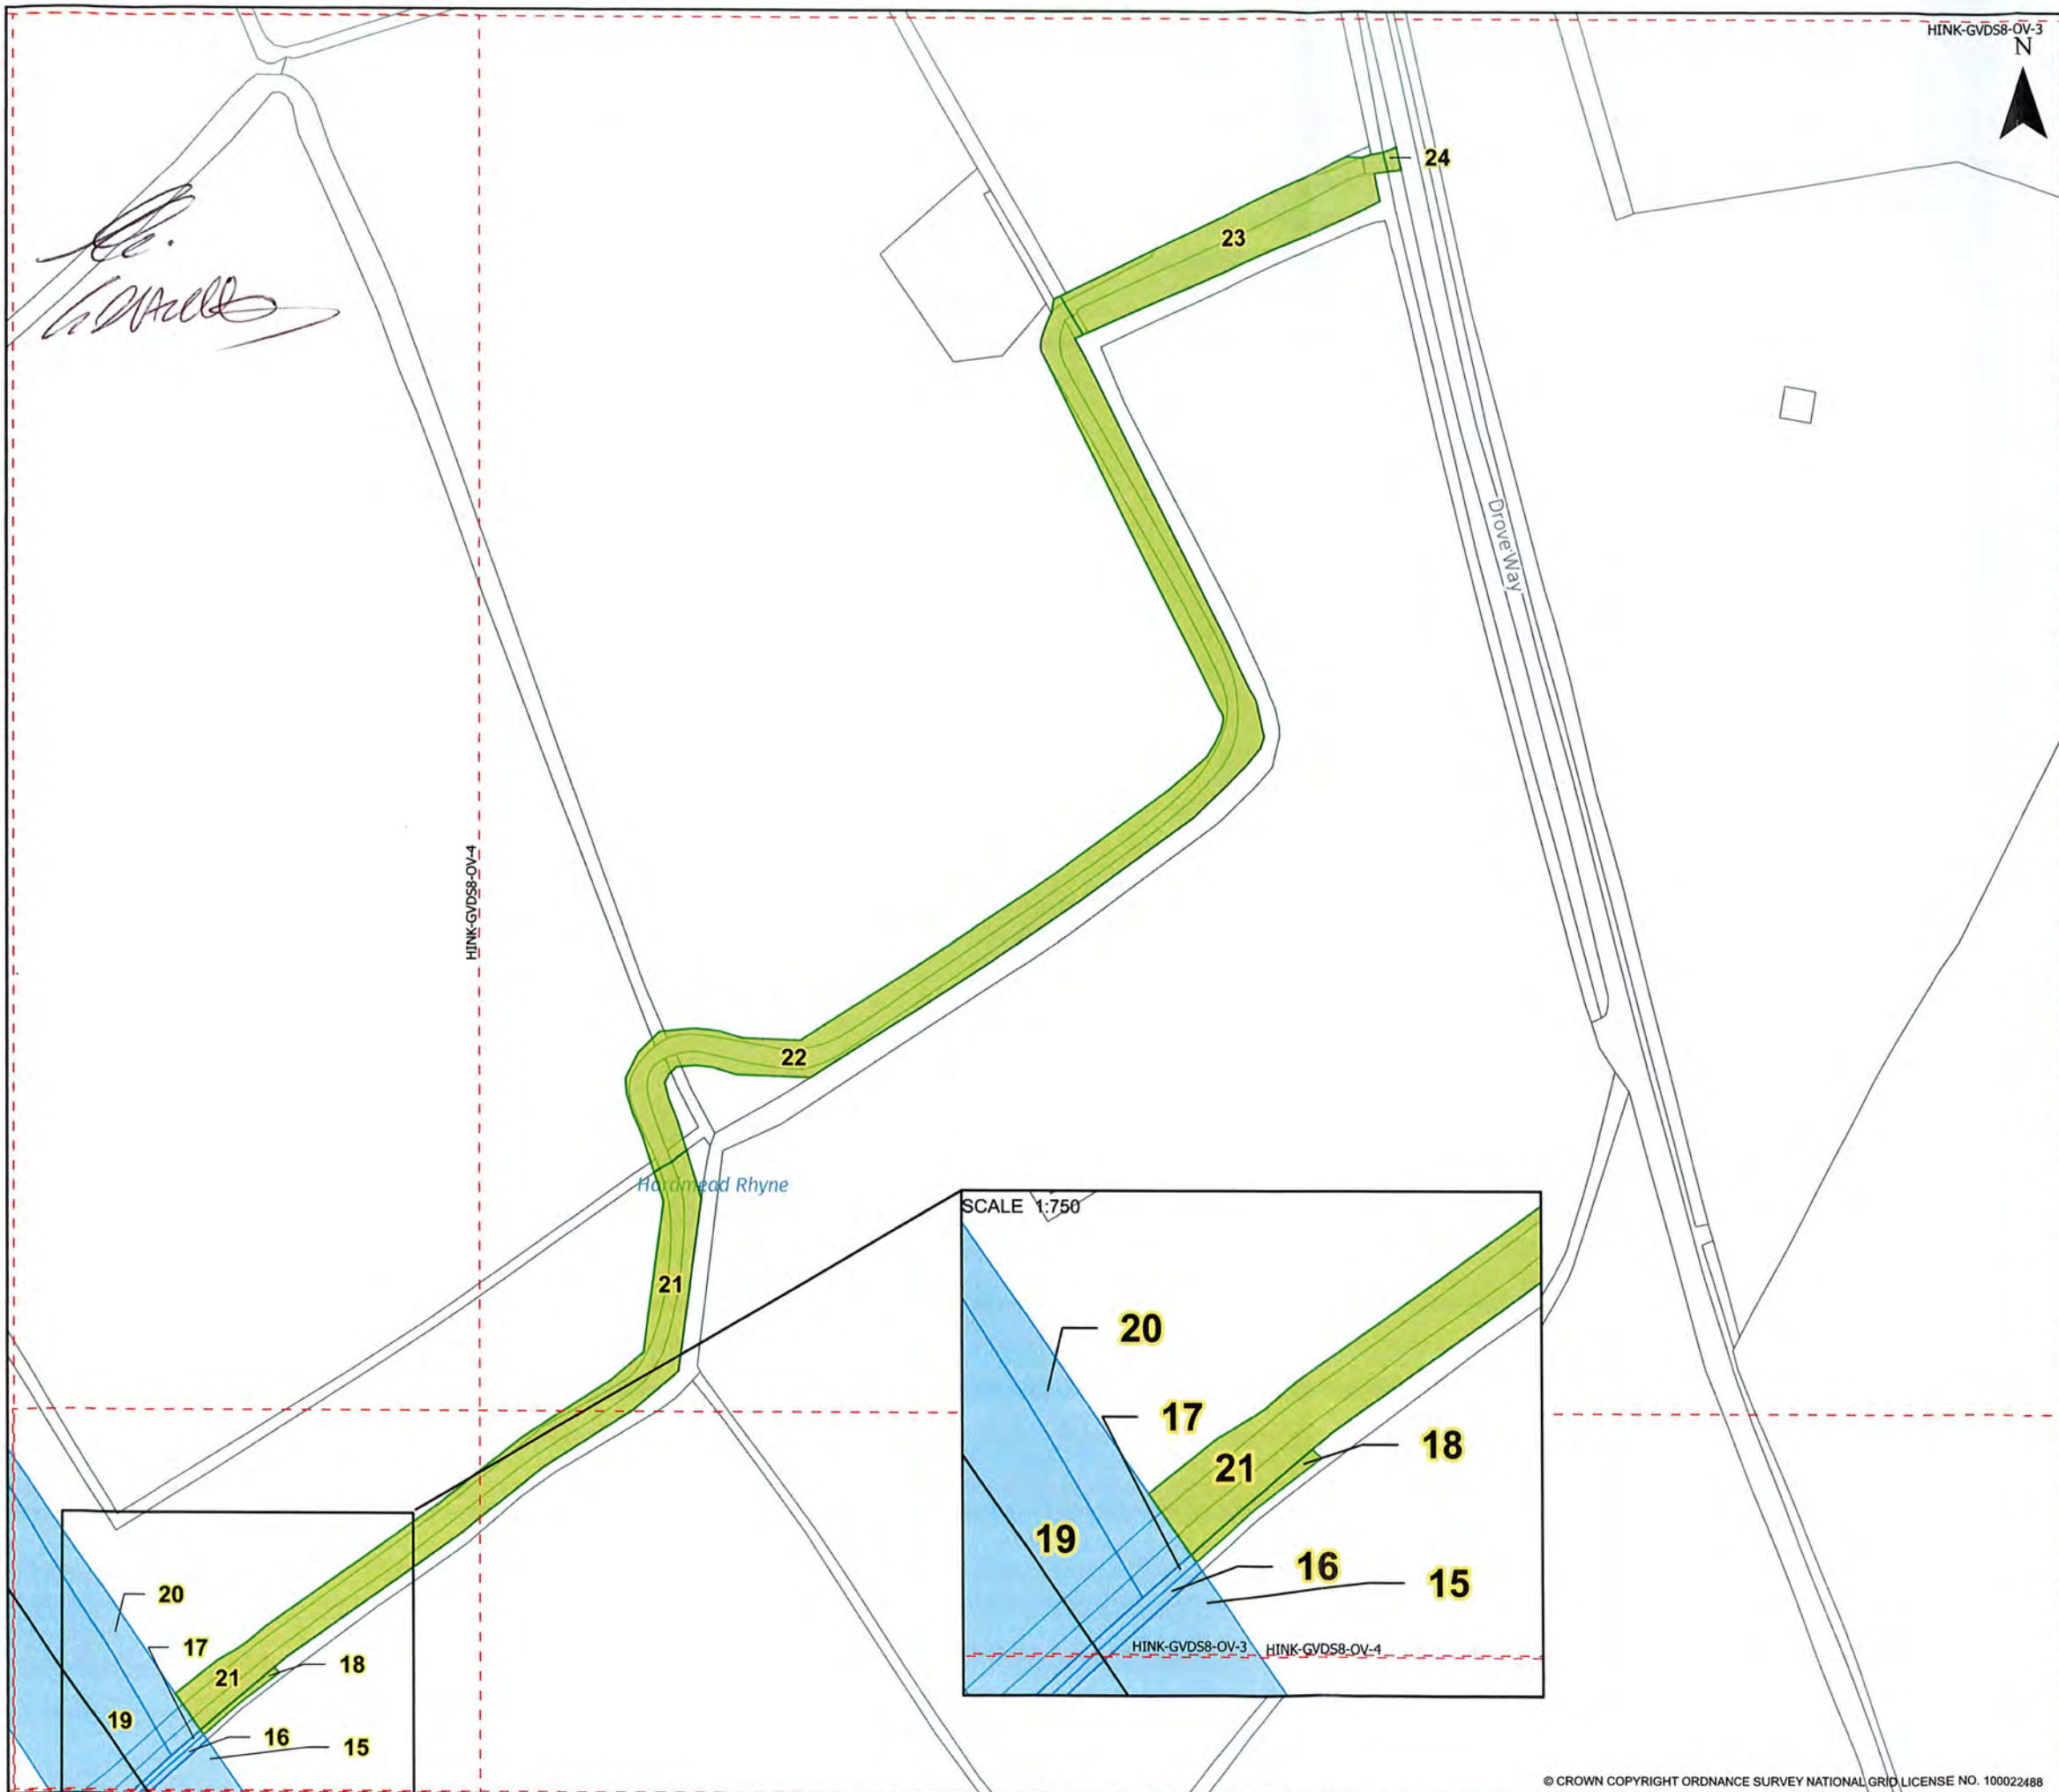 HINK-GVDS8-OV-3
N
24
23
Drove Way
HINK-GVDS8-OV-4
22
Hardmead Rhyne
21
SCALE 1:750
20
17
18
21
19
16
15
HINK-GVDS8-OV-3 HINK-GVDS8-OV-4
20
17
18
21
19
16
15
© CROWN COPYRIGHT ORDNANCE SURVEY NATIONAL GRID LICENSE NO. 100022488